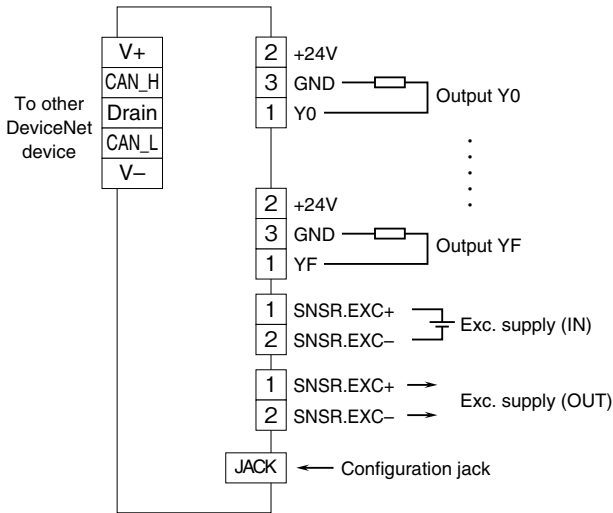 To other
DeviceNet
device
V+
CAN_H
Drain
CAN_L
V–
2 +24V
3 GND
1 Y0
Output Y0
2 +24V
3 GND
1 YF
Output YF
1 SNSR.EXC+
2 SNSR.EXC–
Exc. supply (IN)
1 SNSR.EXC+
2 SNSR.EXC–
Exc. supply (OUT)
JACK
Configuration jack